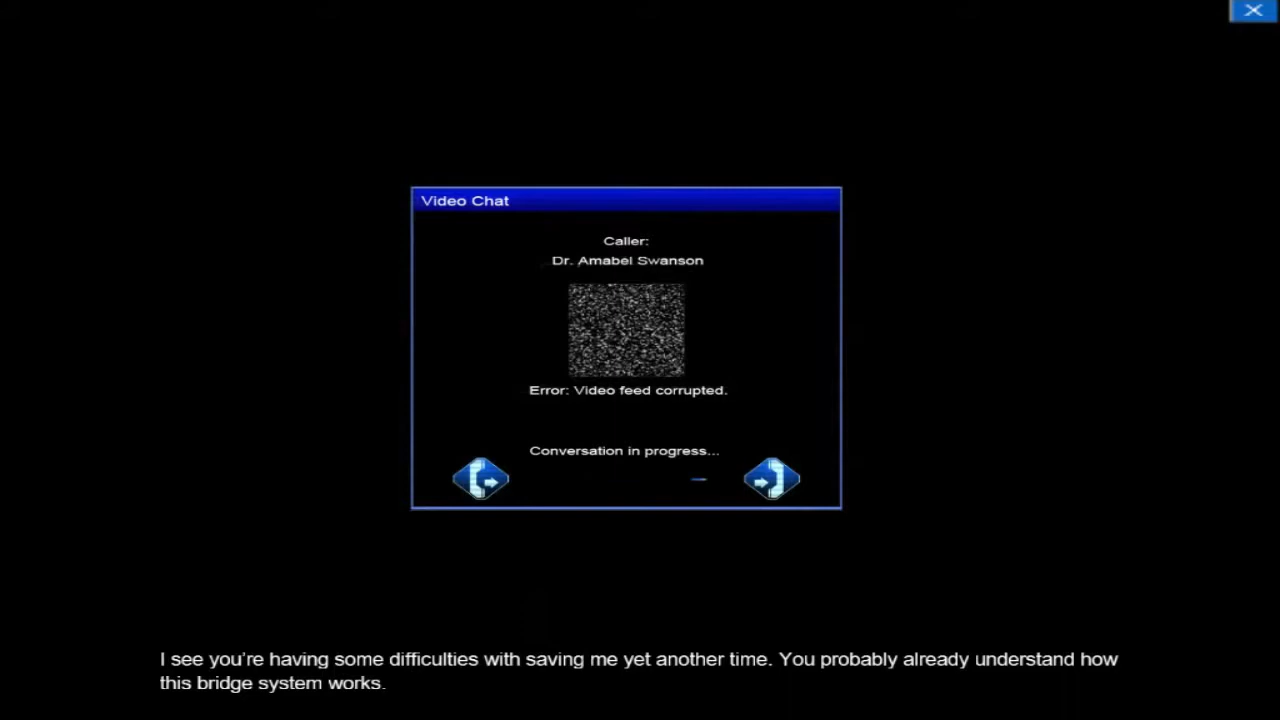 Video Chat
Caller:
Dr. Amabel Swanson
Error: Video feed corrupted.
Conversation in progress...
I see you're having some difficulties with saving me yet another time. You probably already understand how
this bridge system works.